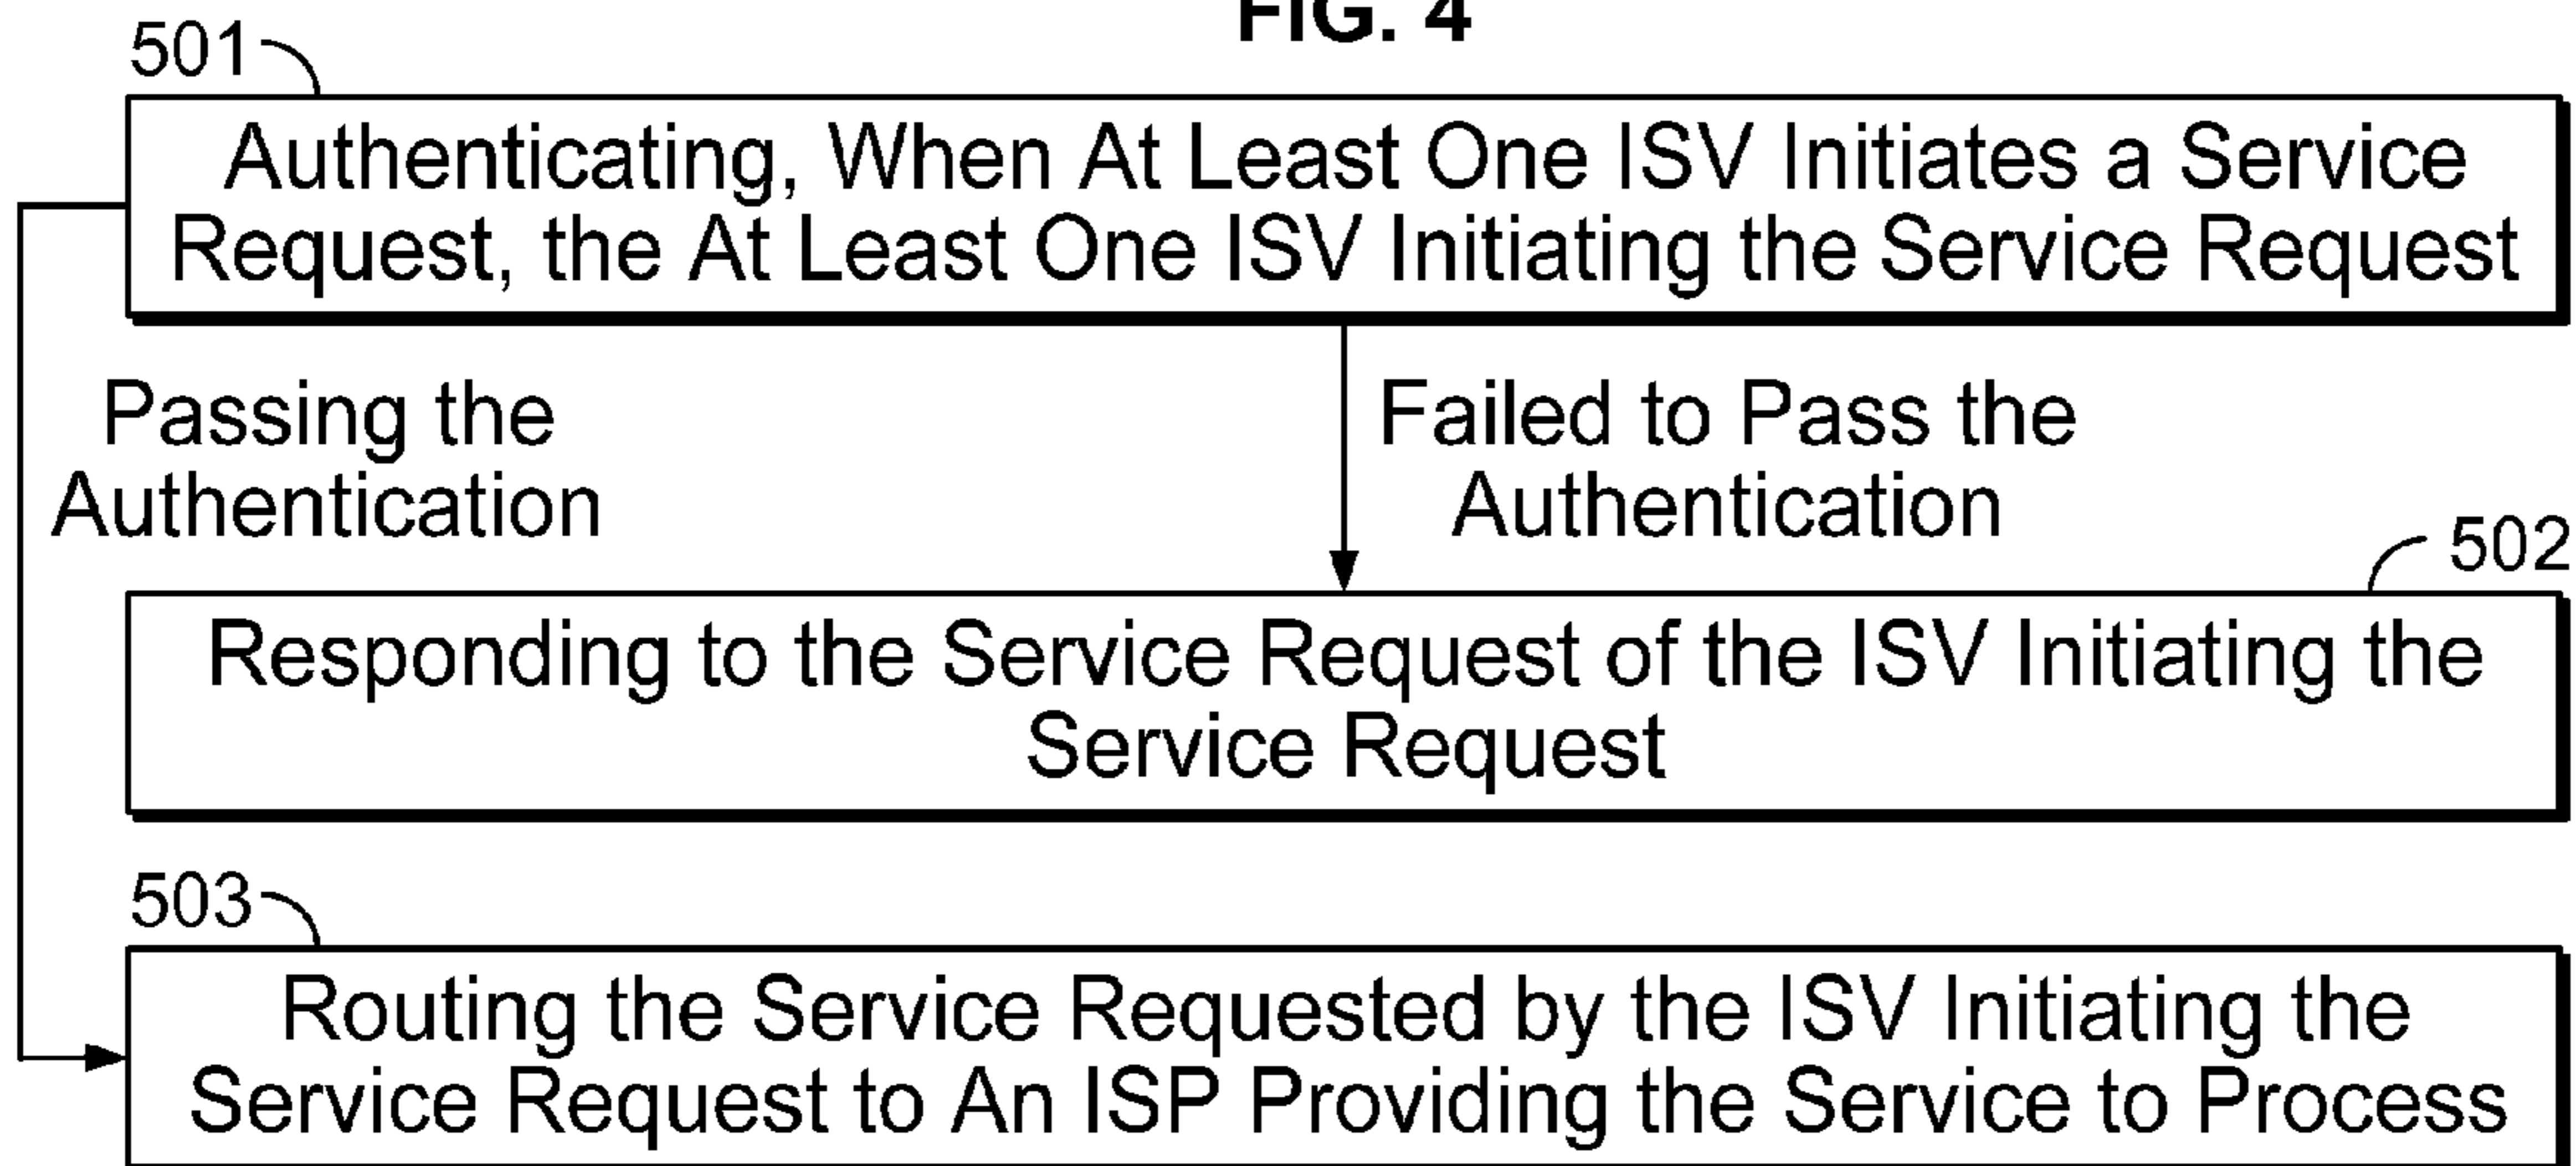 FIG. 4
501
Authenticating, When At Least One ISV Initiates a Service
Request, the At Least One ISV Initiating the Service Request
Passing the
Authentication
Failed to Pass the
Authentication
502
Responding to the Service Request of the ISV Initiating the
Service Request
503
Routing the Service Requested by the ISV Initiating the
Service Request to An ISP Providing the Service to Process